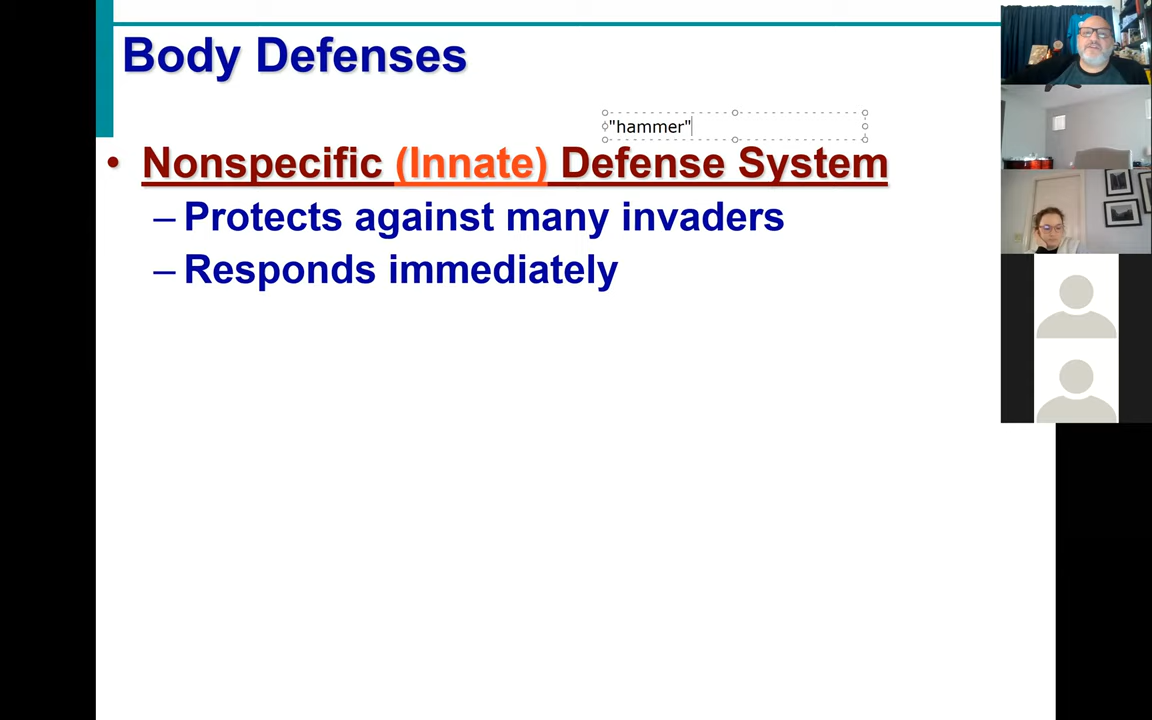 Body Defenses
"hammer"
• Nonspecific (Innate) Defense System
– Protects against many invaders
– Responds immediately